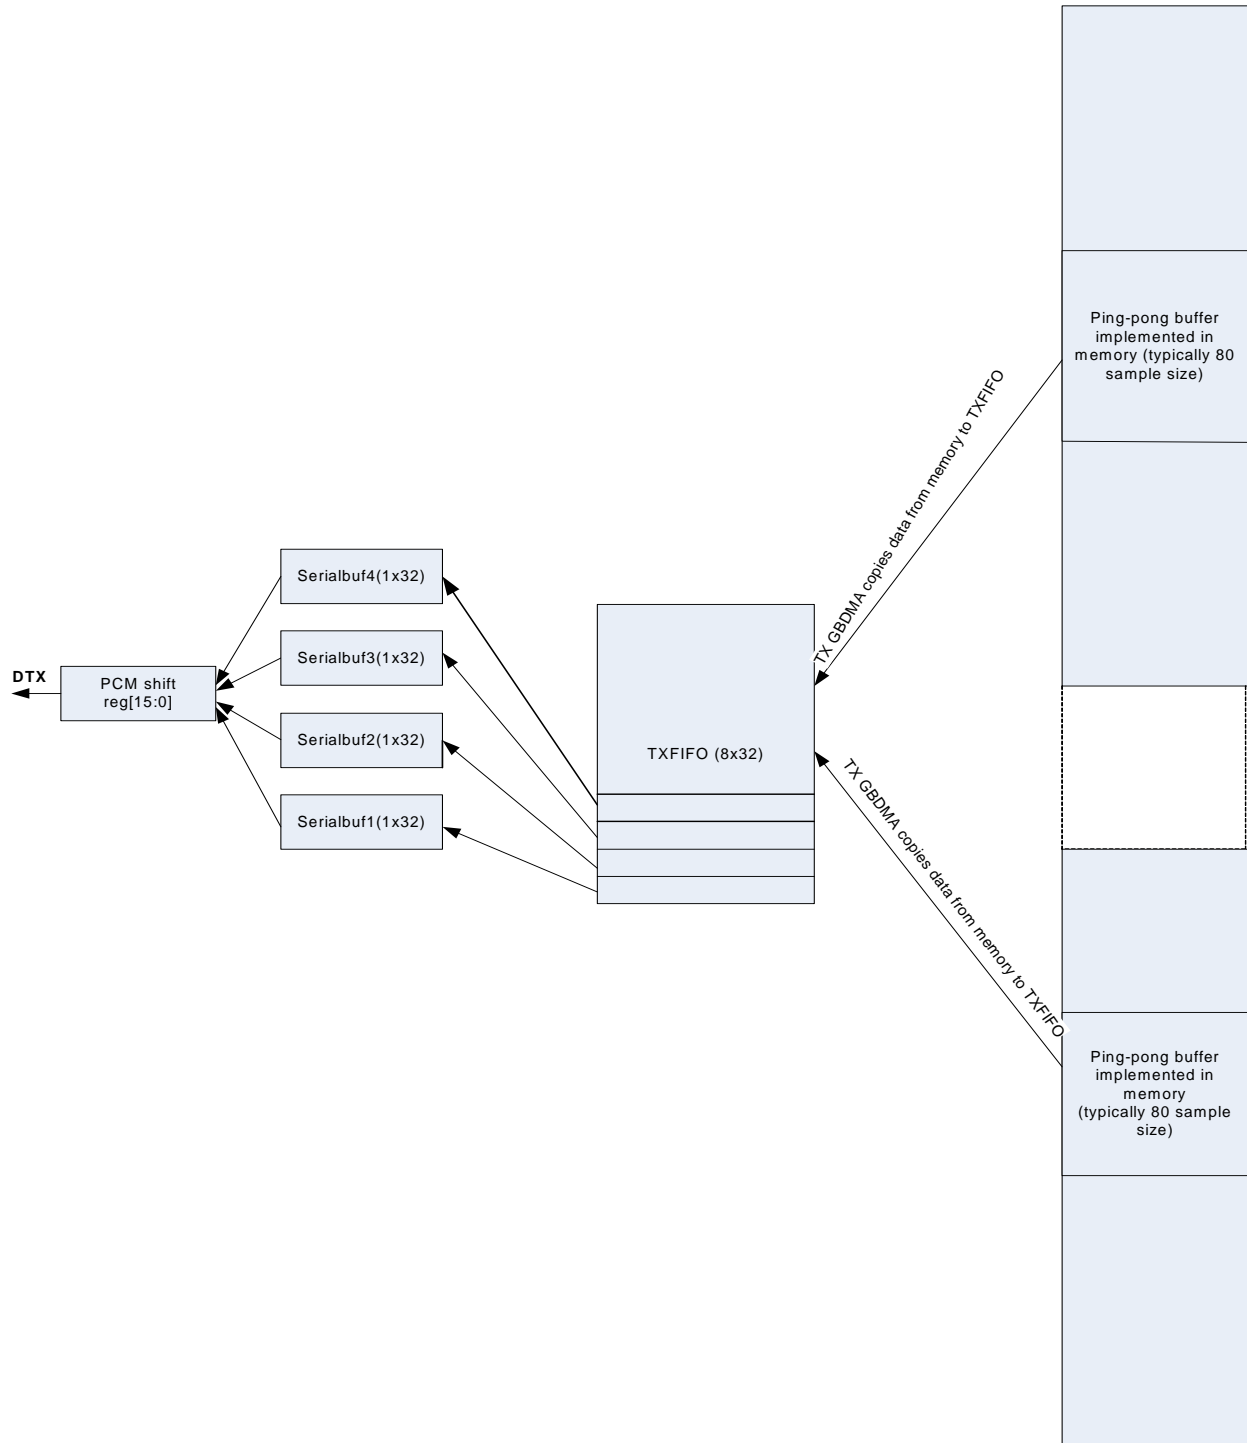 Ping-pong buffer
implemented in
memory (typically 80
sample size)
TX GBDMA copies data from memory to TXFIFO
Serialbuf4(1x32)
Serialbuf3(1x32)
DTX
PCM shift
reg[15:0]
Serialbuf2(1x32)
TXFIFO (8x32)
Serialbuf1(1x32)
TX GBDMA copies data from memory to TXFIFO
Ping-pong buffer
implemented in
memory
(typically 80 sample
size)